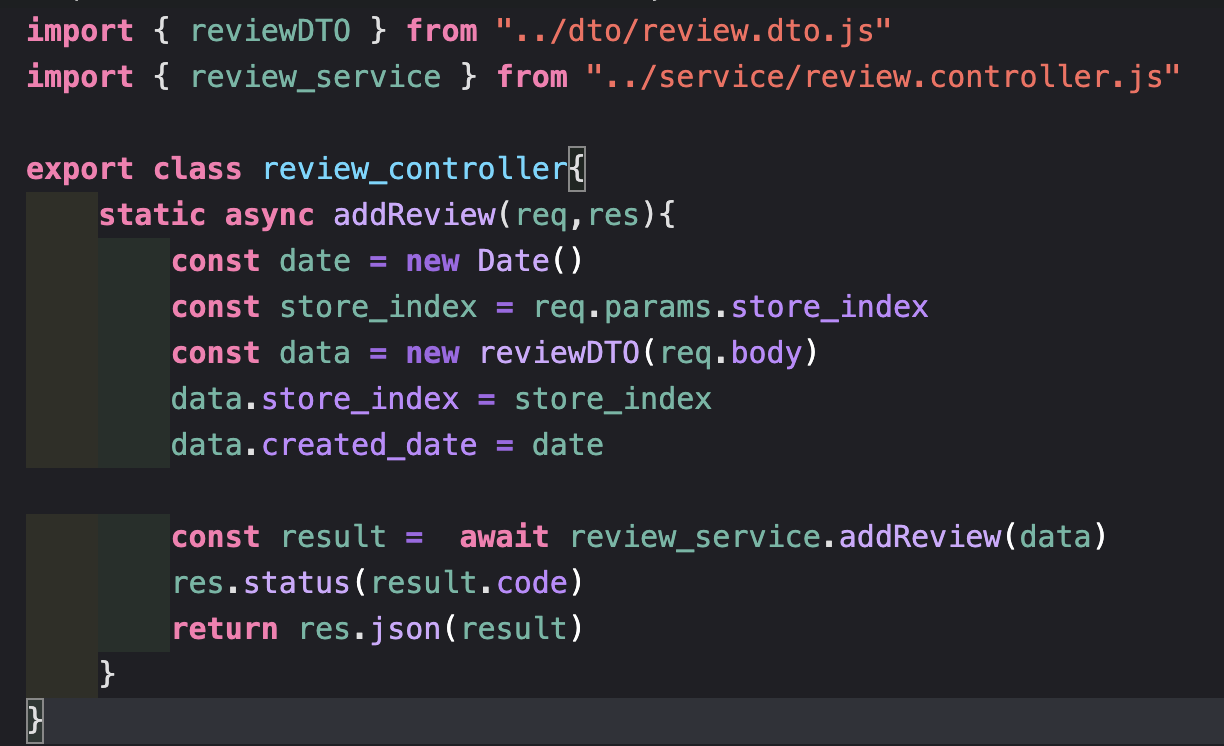 import { reviewDTO } from "../dto/review.dto.js"
import { review_service } from "../service/review.controller.js"
export class review_controller{
static async addReview(req,res){
const date = new Date()
const store_index = req.params.store_index
const data = new reviewDTO(req.body)
data.store_index = store_index
data.created_date = date
const result =  await review_service.addReview(data)
res.status(result.code)
return res.json(result)
}
}